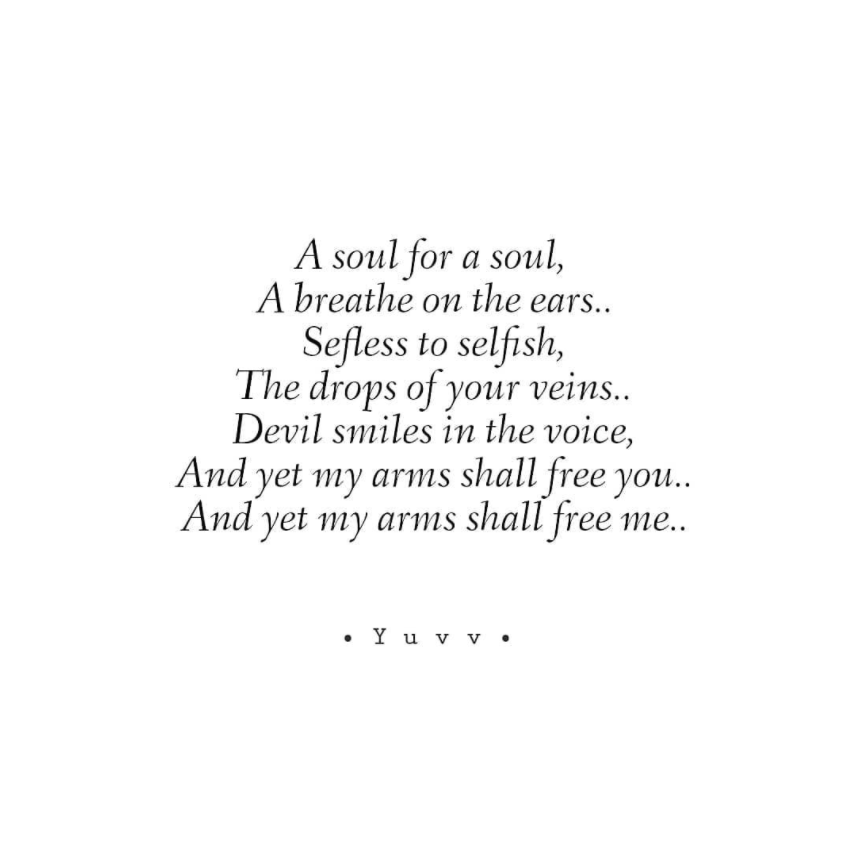 A soul for a soul,
A breathe on the ears..
Sefless to selfish,
The drops of your veins..
Devil smiles in the voice,
And yet my arms shall free you..
And yet my arms shall free me..
• Y u v v •